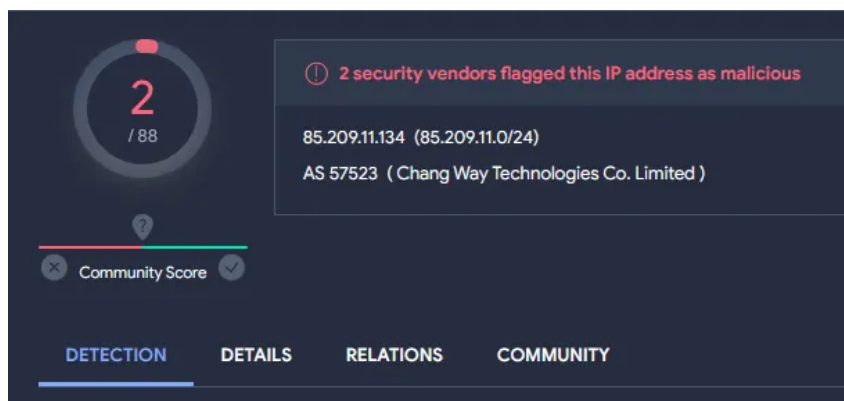 2
/ 88
2 security vendors flagged this IP address as malicious
85.209.11.134 (85.209.11.0/24)
AS 57523 ( Chang Way Technologies Co. Limited )
?
Community Score
DETECTION DETAILS RELATIONS COMMUNITY